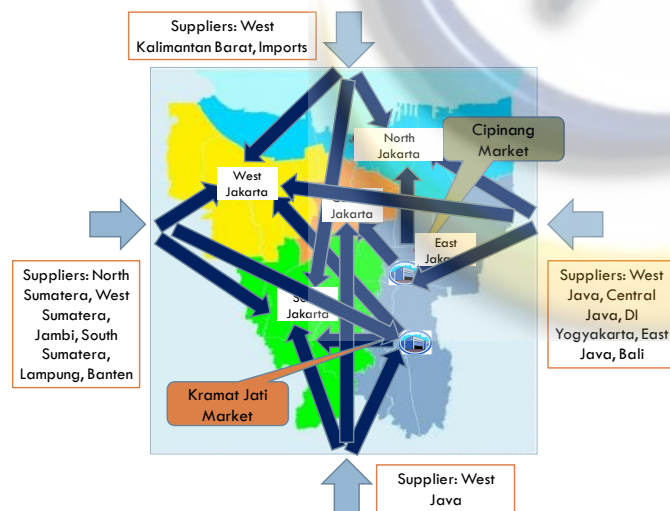 Suppliers: West
Kalimantan Barat, Imports
North
Jakarta
Cipinang
Market
West
Jakarta
Jakarta
East
Suppliers: North
Sumatera, West
Sumatera,
Jambi, South
Sumatera,
Lampung, Banten
Suppliers: West
Java, Central
Java, DI
Yogyakarta, East
Java, Bali
Jakarta
Kramat Jati
Market
Supplier: West
Java